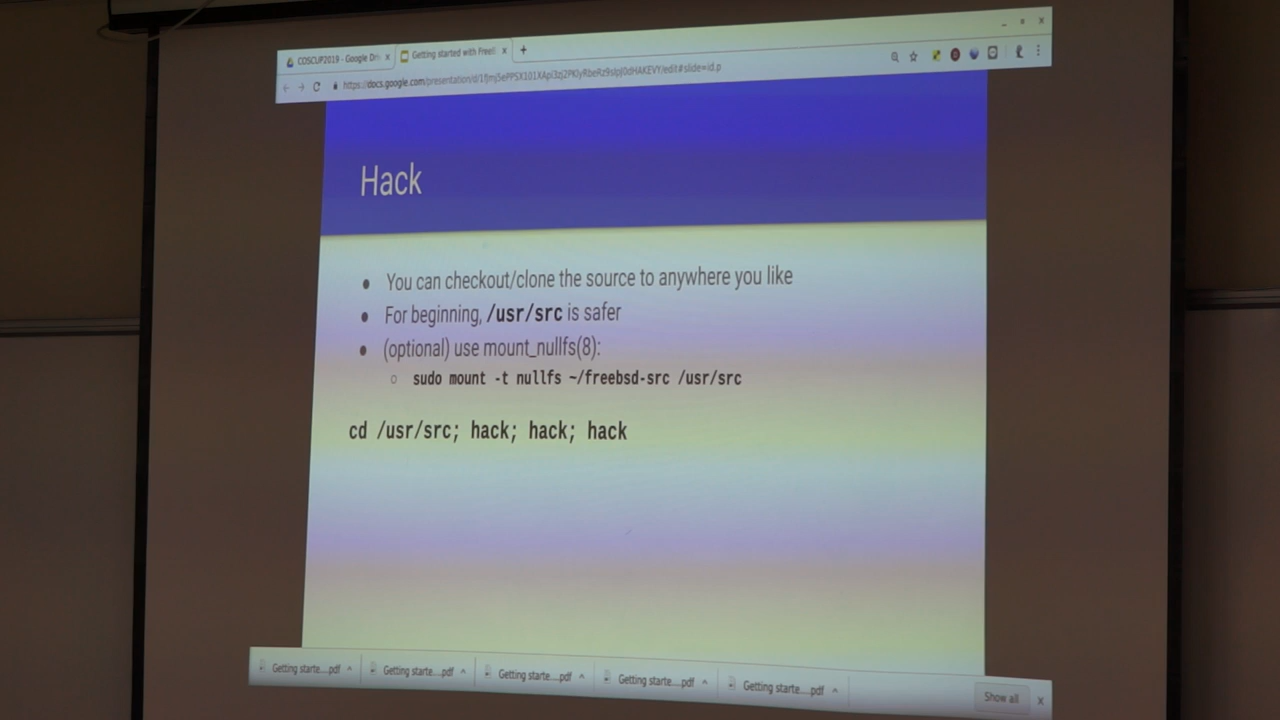 COSCUP2019 - Google Dri x
Getting started with FreeB x +
Hack
● You can checkout/clone the source to anywhere you like
● For beginning, /usr/src is safer
● (optional) use mount_nullfs(8):
○ sudo mount -t nullfs ~/freebsd-src /usr/src
cd /usr/src; hack; hack; hack
Getting starte....pdf
Getting starte....pdf
Getting starte....pdf
Getting starte....pdf
Getting starte....pdf
Show all x